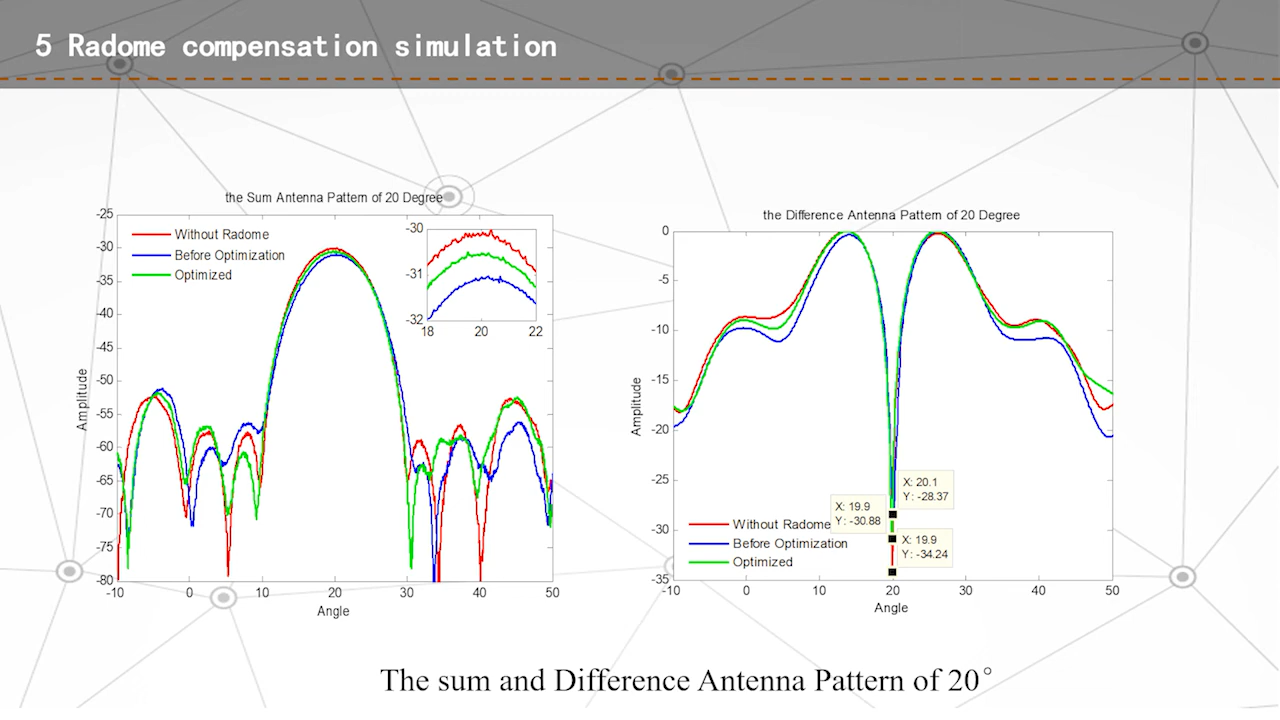 5 Radome compensation simulation
the Sum Antenna Pattern of 20 Degree
-25
-30
-35
-40
-45
-50
-55
-60
-65
-70
-75
-80
Amplitude
Without Radome
Before Optimization
Optimized
-30
-31
-32
18 20 22
-10 0 10 20 30 40 50
Angle
the Difference Antenna Pattern of 20 Degree
0
-5
-10
-15
-20
-25
-30
-35
Amplitude
X: 20.1
Y: -28.37
X: 19.9
Y: -30.88
X: 19.9
Y: -34.24
Without Radome
Before Optimization
Optimized
-10 0 10 20 30 40 50
Angle
The sum and Difference Antenna Pattern of 20°